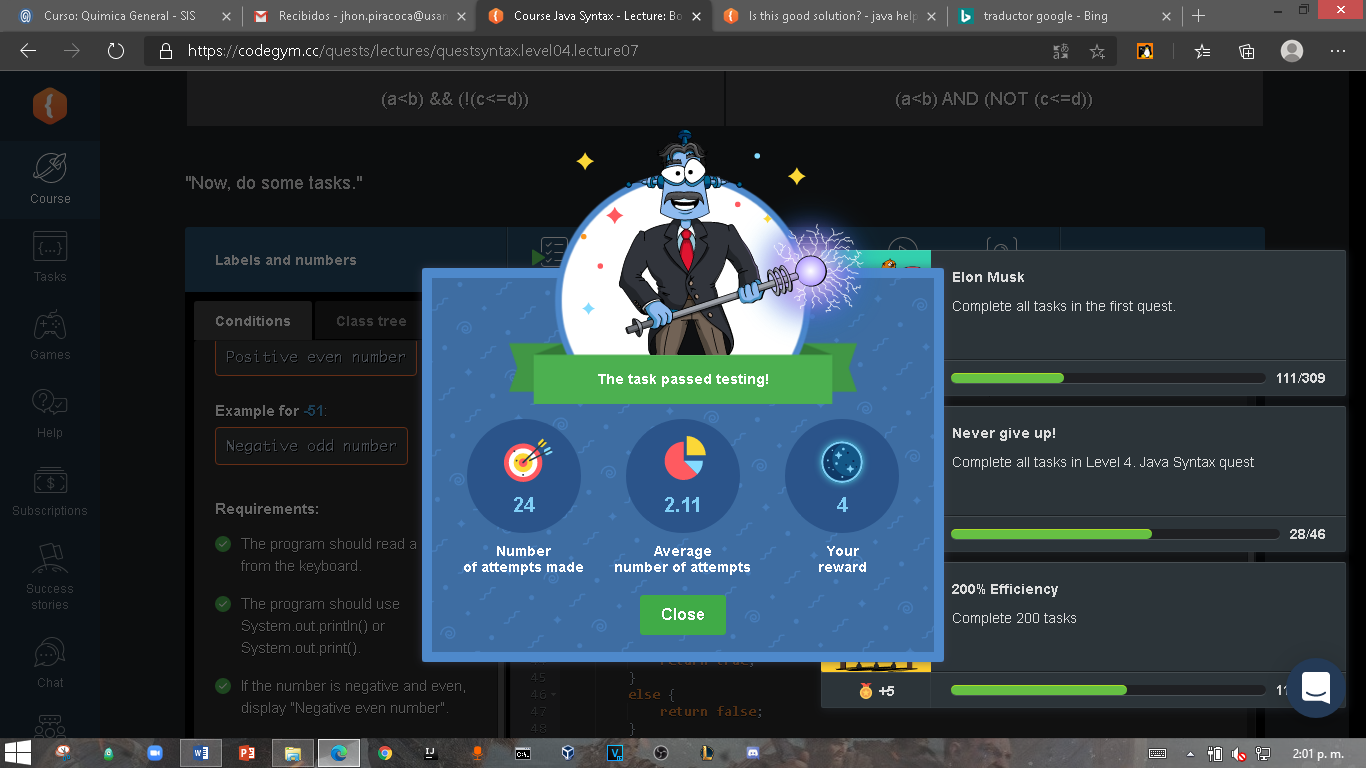 Curso: Quimica General - SIS
Recibidos - jhon.piracoca@usan
Course Java Syntax - Lecture: Bo
Is this good solution? - java help
traductor google - Bing
https://codegym.cc/quests/lectures/questsyntax.level04.lecture07
(a<b) && (!(c<=d))
(a<b) AND (NOT (c<=d))
"Now, do some tasks."
Course
Tasks
Games
Help
Subscriptions
Success
stories
Chat
Labels and numbers
Conditions
Class tree
Positive even number
Example for -51:
Negative odd number
Requirements:
The program should read a
from the keyboard.
The program should use
System.out.println() or
System.out.print().
If the number is negative and even,
display "Negative even number".
The task passed testing!
24
2.11
4
Number
of attempts made
Average
number of attempts
Your
reward
Close
45
}
46
else {
47
return false;
48
}
Elon Musk
Complete all tasks in the first quest.
111/309
Never give up!
Complete all tasks in Level 4. Java Syntax quest
28/46
200% Efficiency
Complete 200 tasks
+5
2:01 p. m.